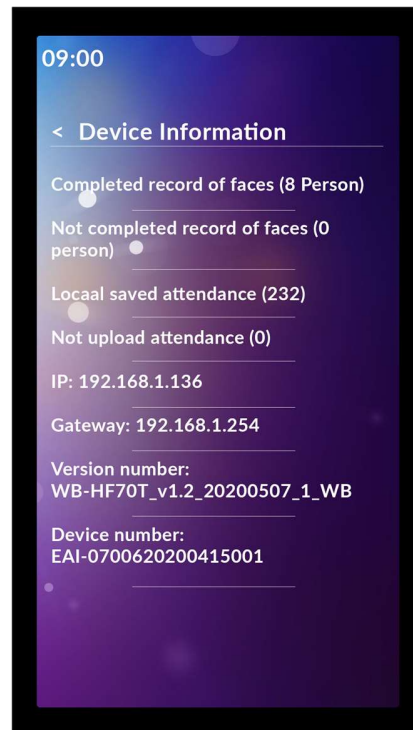 09:00
< Device Information
Completed record of faces (8 Person)
Not completed record of faces (0
person)
Locaal saved attendance (232)
Not upload attendance (0)
IP: 192.168.1.136
Gateway: 192.168.1.254
Version number:
WB-HF70T_v1.2_20200507_1_WB
Device number:
EAI-0700620200415001